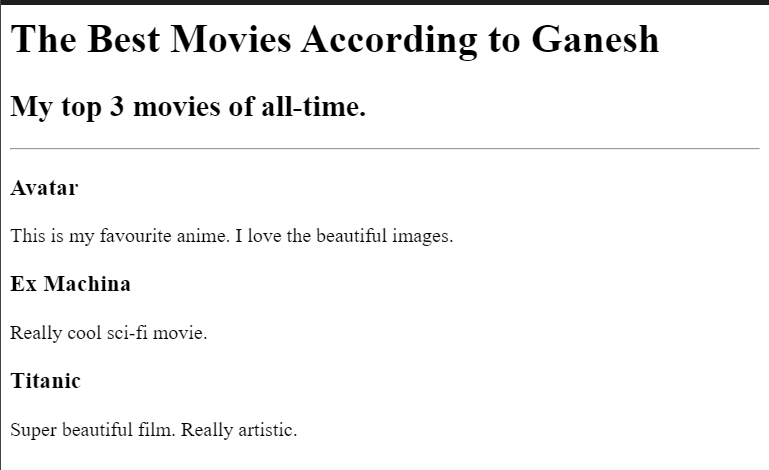 The Best Movies According to Ganesh
My top 3 movies of all-time.
Avatar
This is my favourite anime. I love the beautiful images.
Ex Machina
Really cool sci-fi movie.
Titanic
Super beautiful film. Really artistic.